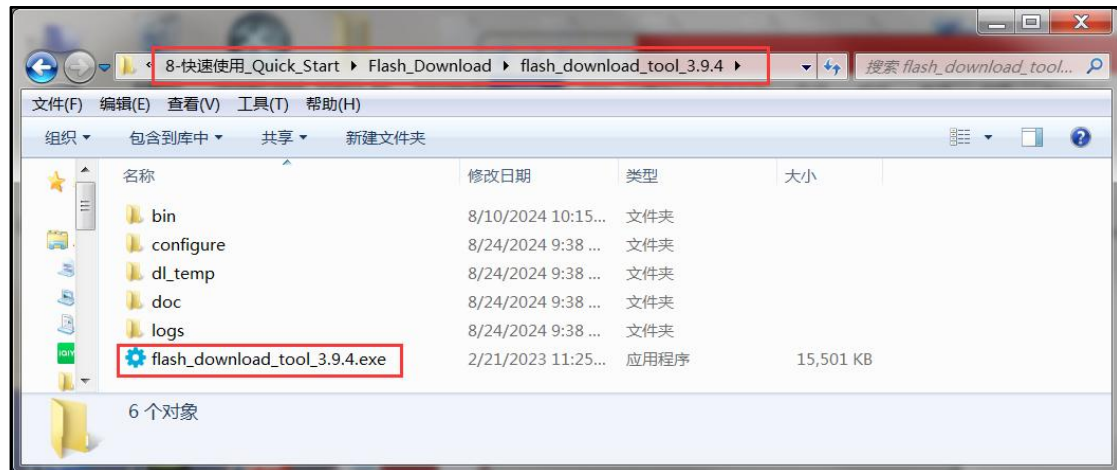 8-快速使用_Quick_Start ▸ Flash_Download ▸ flash_download_tool_3.9.4 ▸
搜索 flash_download_tool...
文件(F) 编辑(E) 查看(V) 工具(T) 帮助(H)
组织 包含到库中 共享 新建文件夹
名称 修改日期 类型 大小
bin 8/10/2024 10:15... 文件夹
configure 8/24/2024 9:38 ... 文件夹
dl_temp 8/24/2024 9:38 ... 文件夹
doc 8/24/2024 9:38 ... 文件夹
logs 8/24/2024 9:38 ... 文件夹
flash_download_tool_3.9.4.exe 2/21/2023 11:25... 应用程序 15,501 KB
6 个对象